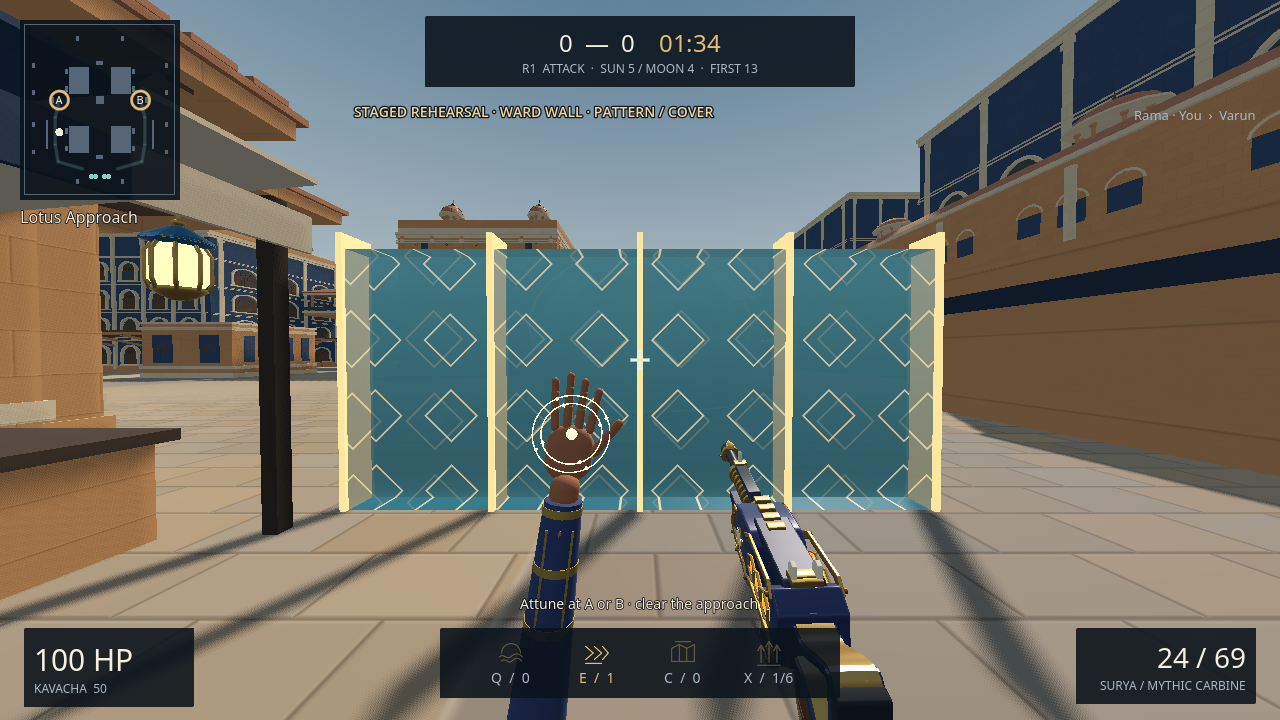 0 — 0 01:34
R1 ATTACK · SUN 5 / MOON 4 · FIRST 13
STAGED REHEARSAL · WARD WALL · PATTERN / COVER
Rama · You › Varun
A
B
Lotus Approach
Attune at A or B · clear the approach
100 HP
KAVACHA 50
Q / 0
E / 1
C / 0
X / 1/6
24 / 69
SURYA / MYTHIC CARBINE